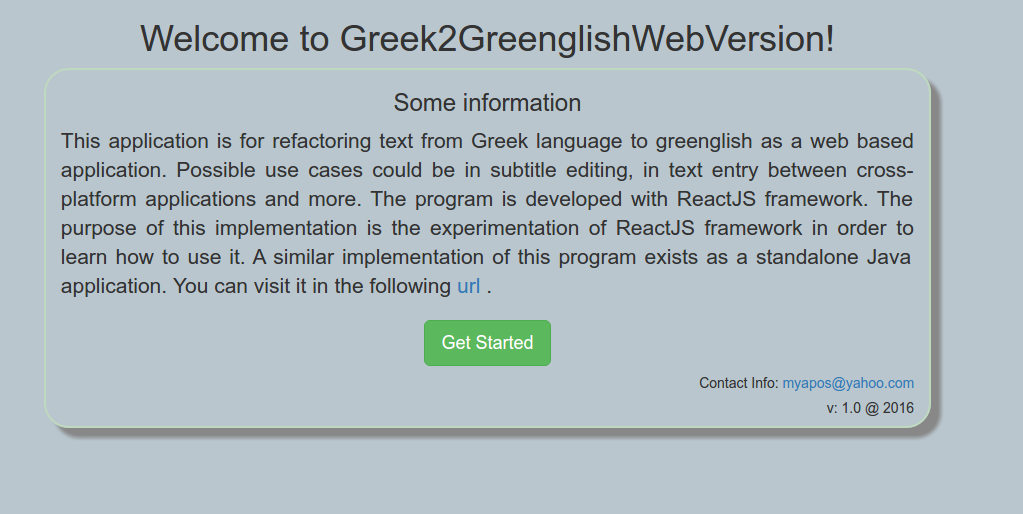 Welcome to Greek2GreenglishWebVersion!
Some information
This application is for refactoring text from Greek language to greenglish as a web based
application. Possible use cases could be in subtitle editing, in text entry between cross-
platform applications and more. The program is developed with ReactJS framework. The
purpose of this implementation is the experimentation of ReactJS framework in order to
learn how to use it. A similar implementation of this program exists as a standalone Java
application. You can visit it in the following url .
Get Started
Contact Info: myapos@yahoo.com
v: 1.0 @ 2016